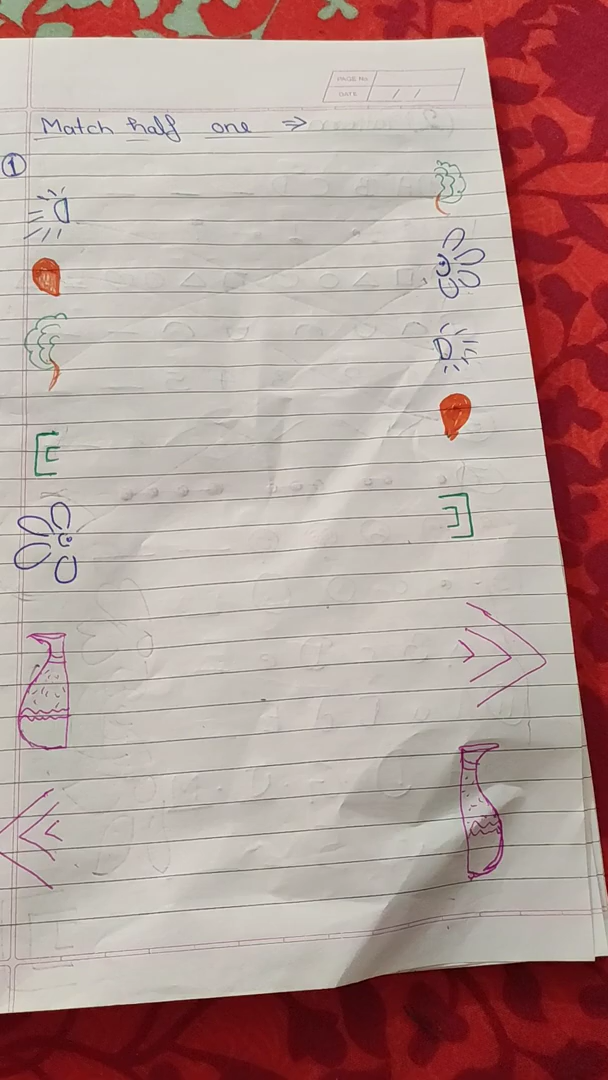 PAGE NO.
DATE / /
Match half one ⇒
①